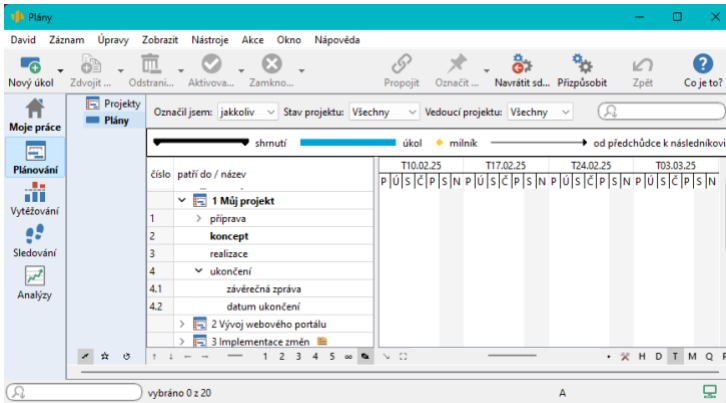 Plány
David Záznam Úpravy Zobrazit Nástroje Akce Okno Nápověda
Nový úkol Zdvojit ... Odstrani... Aktivova... Zamkno... Propojit Označit ... Navrátit sd... Přizpůsobit Zpět Co je to?
Moje práce
Plánování
Vytěžování
Sledování
Analýzy
Projekty
Plány
Označil jsem: jakkoliv Stav projektu: Všechny Vedoucí projektu: Všechny
shrnutí úkol milník od předchůdce k následníkovi
číslo patří do / název
T10.02.25 T17.02.25 T24.02.25 T03.03.25
P Ú S Č P S N P Ú S Č P S N P Ú S Č P S N P Ú S Č P S N
1 Můj projekt
1 příprava
2 koncept
3 realizace
4 ukončení
4.1 závěrečná zpráva
4.2 datum ukončení
2 Vývoj webového portálu
3 Implementace změn
1 2 3 4 5 ∞
H D T M Q
vybráno 0 z 20
A